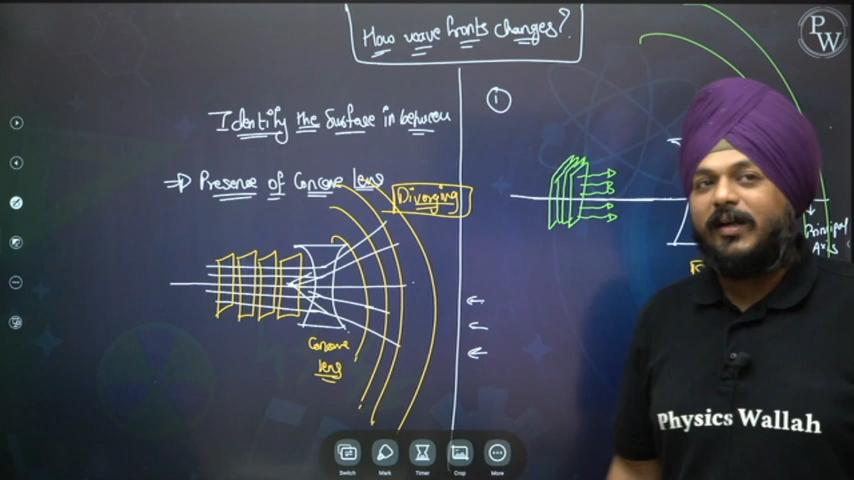 How wave fronts changes?
PW
Identify the Surface in between
①
⇒ Presence of Concave lens
Diverging
Principal
Axis
Concave
lens
Physics Wallah
Switch
Mark
Timer
Crop
More